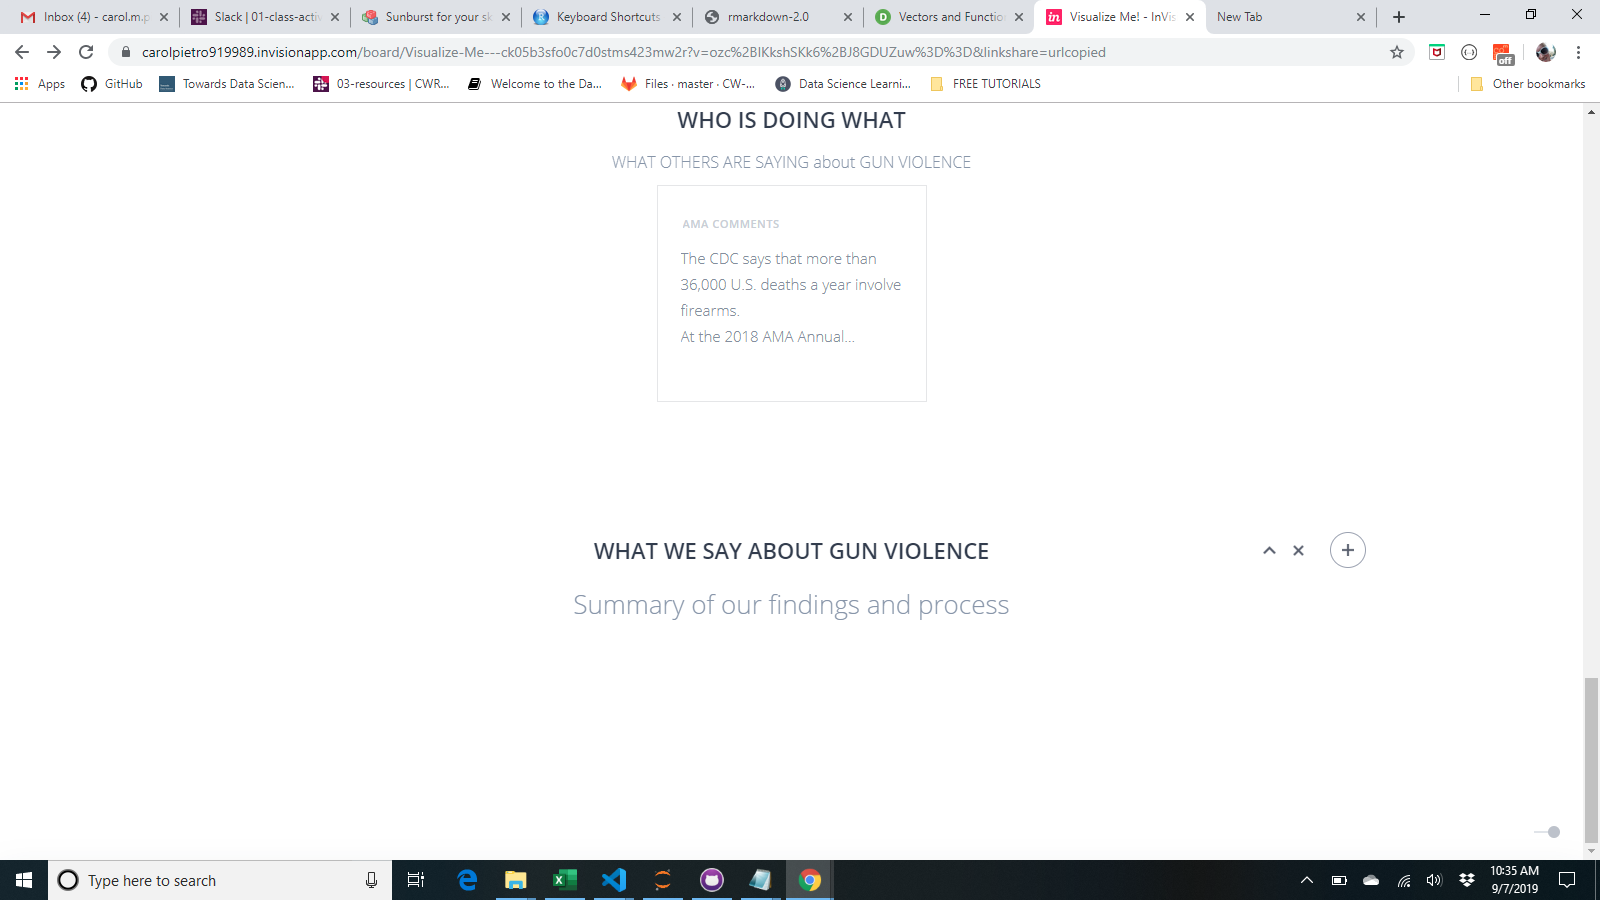 Inbox (4) - carol.m.p
Slack | 01-class-activ
Sunburst for your sk
Keyboard Shortcuts
rmarkdown-2.0
Vectors and Function
Visualize Me! - InVis
New Tab
carolpietro919989.invisionapp.com/board/Visualize-Me---ck05b3sfo0c7d0stms423mw2r?v=ozc%2BIKkshSKk6%2BJ8GDUZuw%3D%3D&linkshare=urlcopied
off
Apps
GitHub
Towards Data Scien...
03-resources | CWR...
Welcome to the Da...
Files · master · CW-...
Data Science Learni...
FREE TUTORIALS
Other bookmarks
WHO IS DOING WHAT
WHAT OTHERS ARE SAYING about GUN VIOLENCE
AMA COMMENTS
The CDC says that more than
36,000 U.S. deaths a year involve
firearms.
At the 2018 AMA Annual...
WHAT WE SAY ABOUT GUN VIOLENCE
Summary of our findings and process
Type here to search
10:35 AM
9/7/2019